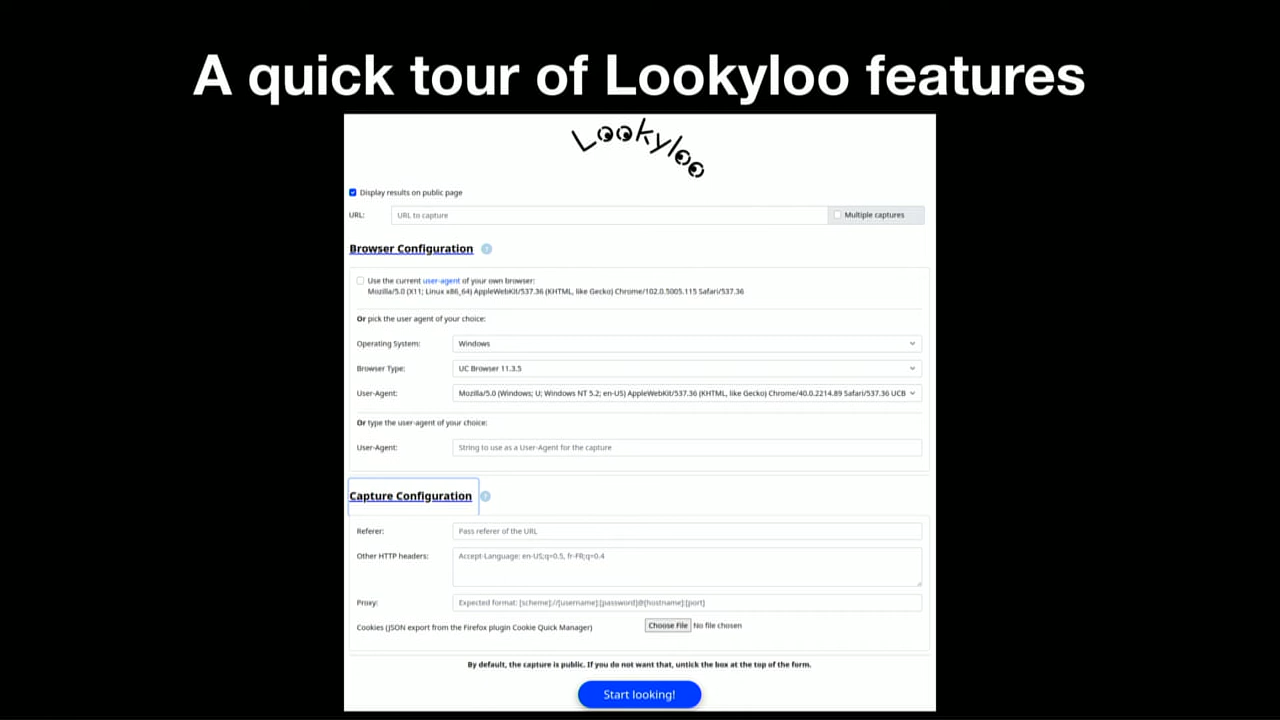 A quick tour of Lookyloo features
Lookyloo
Display results on public page
URL: URL to capture Multiple captures
Browser Configuration ?
Use the current user-agent of your own browser:
Mozilla/5.0 (X11; Linux x86_64) AppleWebKit/537.36 (KHTML, like Gecko) Chrome/102.0.5005.115 Safari/537.36
Or pick the user agent of your choice:
Operating System: Windows
Browser Type: UC Browser 11.3.5
User-Agent: Mozilla/5.0 (Windows; U; Windows NT 5.2; en-US) AppleWebKit/537.36 (KHTML, like Gecko) Chrome/40.0.2214.89 Safari/537.36 UCB
Or type the user-agent of your choice:
User-Agent: String to use as a User-Agent for the capture
Capture Configuration ?
Referer: Pass referer of the URL
Other HTTP headers: Accept-Language: en-US;q=0.5, fr-FR;q=0.4
Proxy: Expected format: [scheme]://[username]:[password]@[hostname]:[port]
Cookies (JSON export from the Firefox plugin Cookie Quick Manager) Choose File No file chosen
By default, the capture is public. If you do not want that, untick the box at the top of the form.
Start looking!